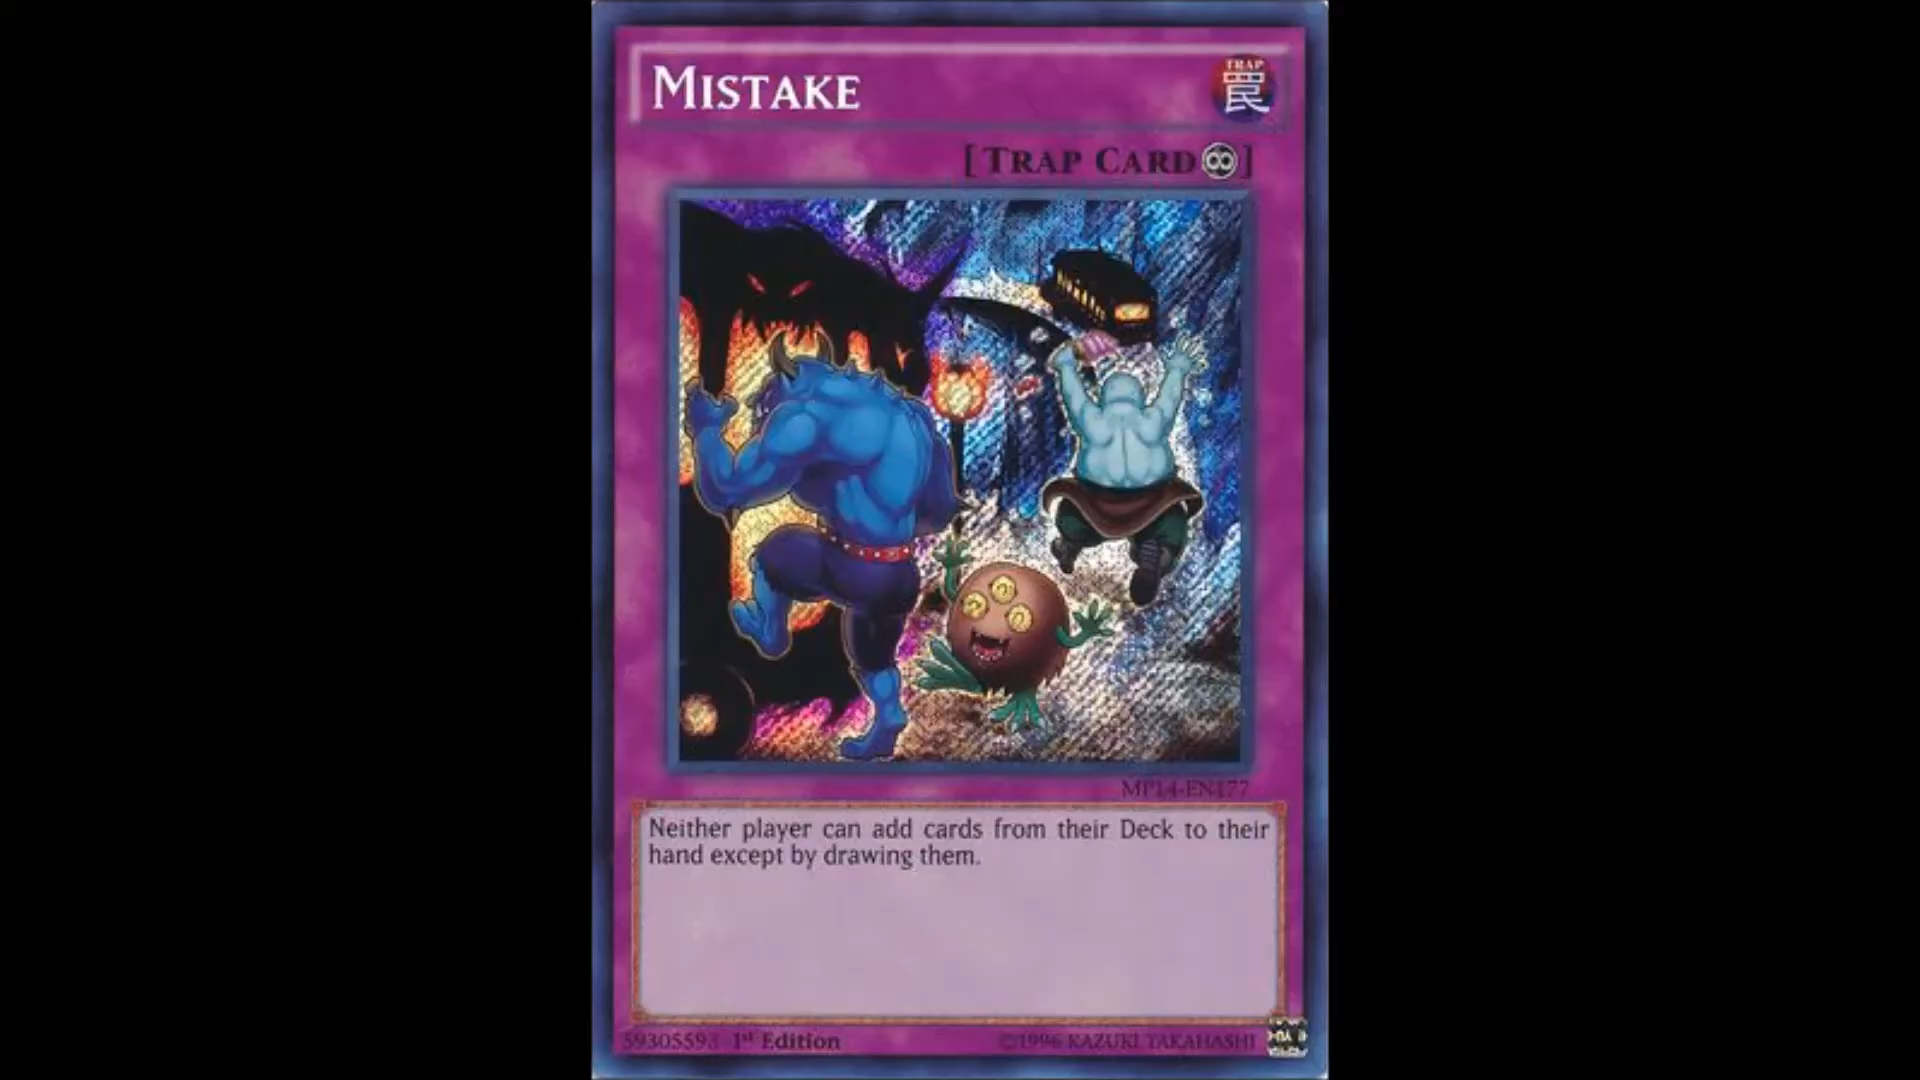 MISTAKE
TRAP
罠
[TRAP CARD]
MP14-EN177
Neither player can add cards from their Deck to their
hand except by drawing them.
59305593 1st Edition
©1996 KAZUKI TAKAHASHI